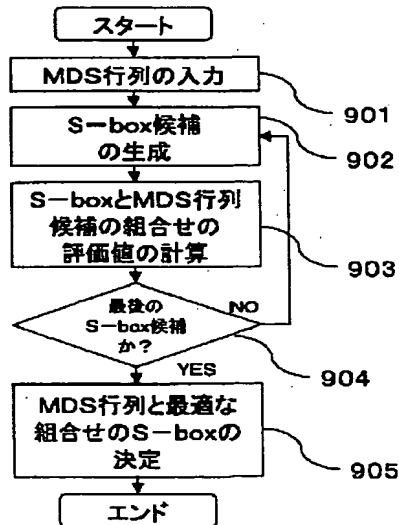 スタート
MDS行列の入力
901
S-box候補
の生成
902
S-boxとMDS行列
候補の組合せの
評価値の計算
903
最後の
S-box候補
か?
NO
904
YES
MDS行列と最適な
組合せのS-boxの
決定
905
エンド